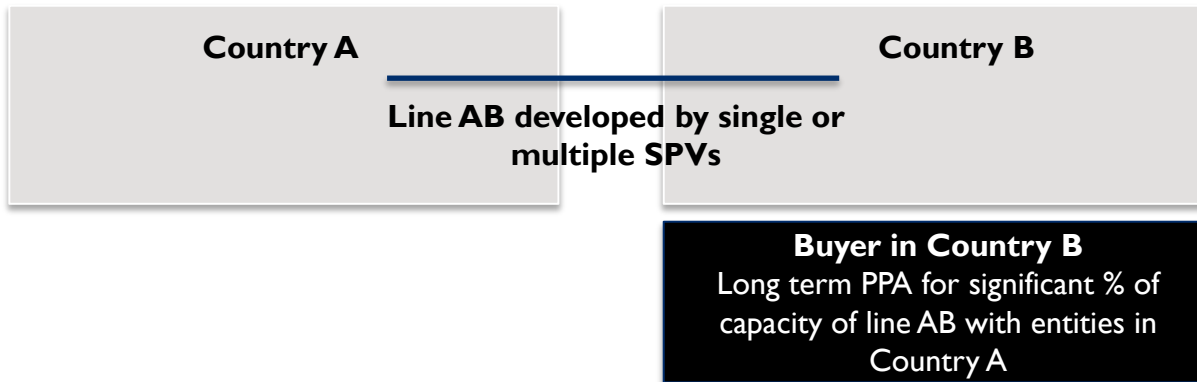 Country A
Country B
Line AB developed by single or
multiple SPVs
Buyer in Country B
Long term PPA for significant % of
capacity of line AB with entities in
Country A